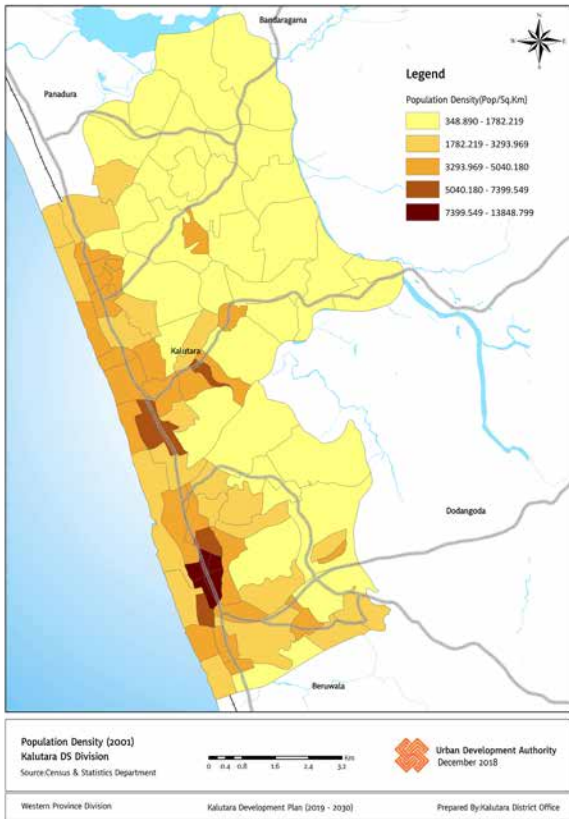 Bandaragama
N
W
E
S
Panadura
Legend
Population Density(Pop/Sq.Km)
348.890 - 1782.219
1782.219 - 3293.969
3293.969 - 5040.180
5040.180 - 7399.549
7399.549 - 13848.799
Kalutara
Dodangoda
Beruwala
Population Density (2001)
Kalutara DS Division
Source:Census & Statistics Department
Km
0 0.4 0.8 1.6 2.4 3.2
Urban Development Authority
December 2018
Western Province Division
Kalutara Development Plan (2019 - 2030)
Prepared By:Kalutara District Office